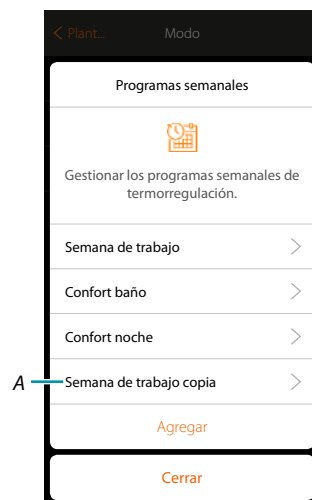 < Plant... Modo
Programas semanales
Gestionar los programas semanales de
termorregulación.
Semana de trabajo
Confort baño
Confort noche
A Semana de trabajo copia
Agregar
Cerrar